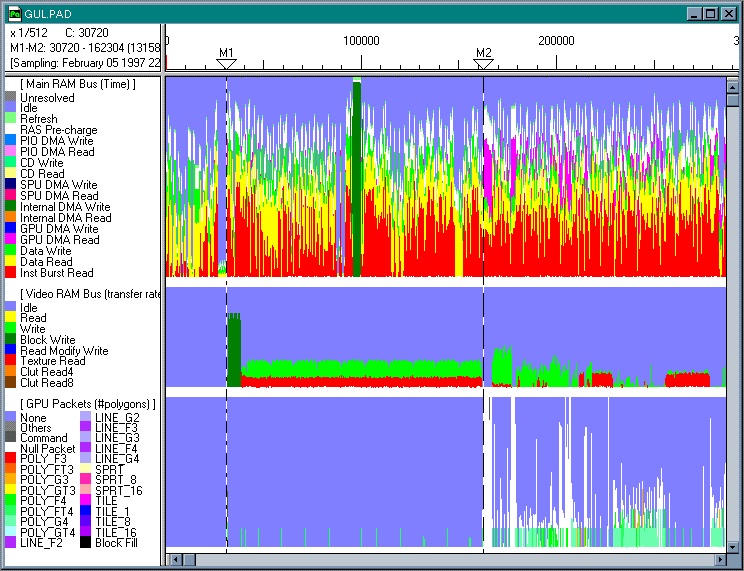 GUL.PAD
x 1/512 C: 30720
M1-M2: 30720 - 162304 (13158
[Sampling: February 05 1997 22
0 100000 200000 3
M1 M2
[ Main RAM Bus (Time) ]
Unresolved
Idle
Refresh
RAS Pre-charge
PIO DMA Write
PIO DMA Read
CD Write
CD Read
SPU DMA Write
SPU DMA Read
Internal DMA Write
Internal DMA Read
GPU DMA Write
GPU DMA Read
Data Write
Data Read
Inst Burst Read
[ Video RAM Bus (transfer rate
Idle
Read
Write
Block Write
Read Modify Write
Texture Read
Clut Read4
Clut Read8
[ GPU Packets (#polygons) ]
None LINE_G2
Others LINE_F3
Command LINE_G3
Null Packet LINE_F4
POLY_F3 LINE_G4
POLY_FT3 SPRT
POLY_G3 SPRT_8
POLY_GT3 SPRT_16
POLY_F4 TILE
POLY_FT4 TILE_1
POLY_G4 TILE_8
POLY_GT4 TILE_16
LINE_F2 Block Fill